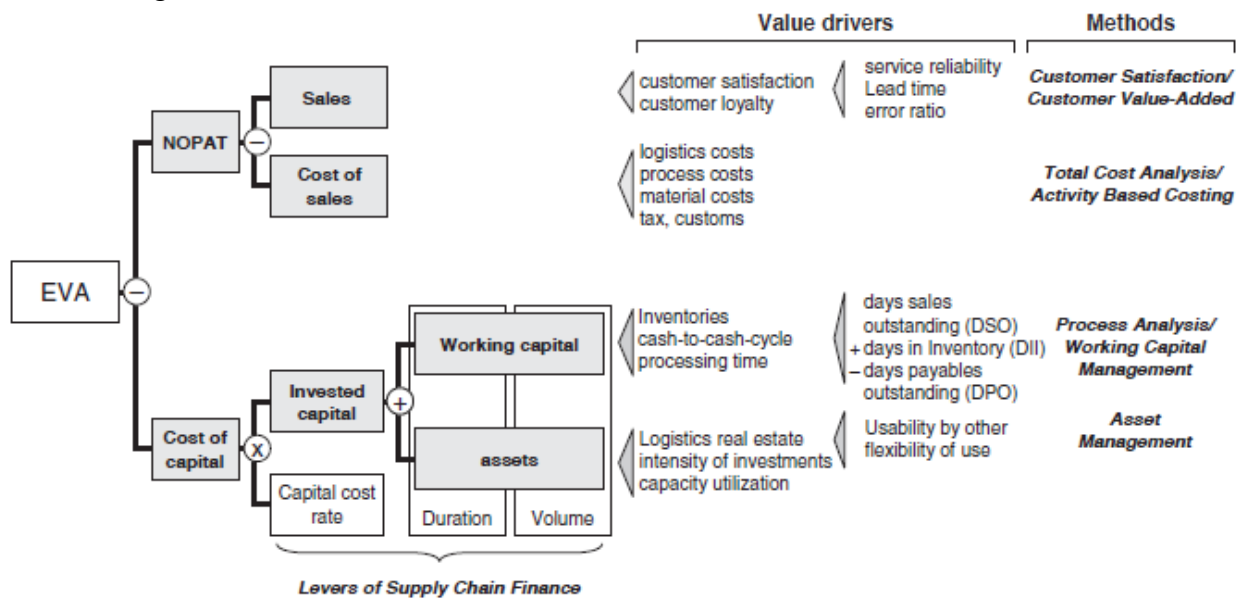 Value drivers
Methods
Sales
customer satisfaction
customer loyalty
service reliability
Lead time
error ratio
Customer Satisfaction/
Customer Value-Added
NOPAT
–
Cost of
sales
logistics costs
process costs
material costs
tax, customs
Total Cost Analysis/
Activity Based Costing
EVA
–
Working capital
Inventories
cash-to-cash-cycle
processing time
days sales
outstanding (DSO)
+ days in Inventory (DII)
– days payables
outstanding (DPO)
Process Analysis/
Working Capital
Management
Invested
capital
+
Cost of
capital
x
assets
Logistics real estate
intensity of investments
capacity utilization
Usability by other
flexibility of use
Asset
Management
Capital cost
rate
Duration
Volume
Levers of Supply Chain Finance